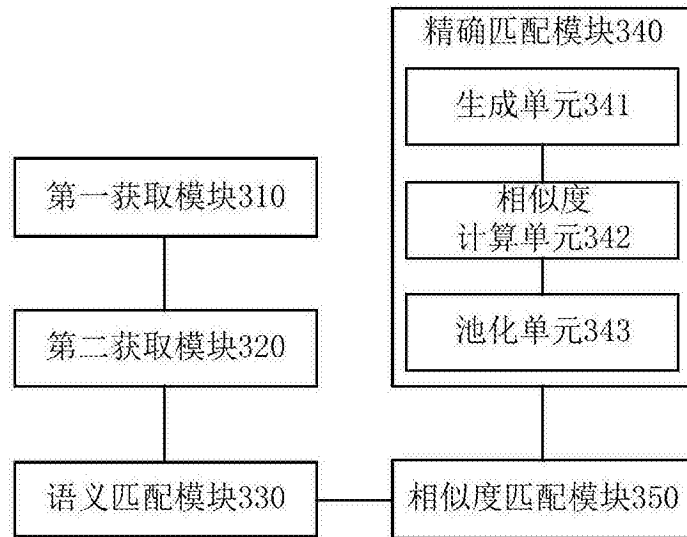 精确匹配模块340
生成单元341
第一获取模块310
相似度
计算单元342
第二获取模块320
池化单元343
语义匹配模块330
相似度匹配模块350